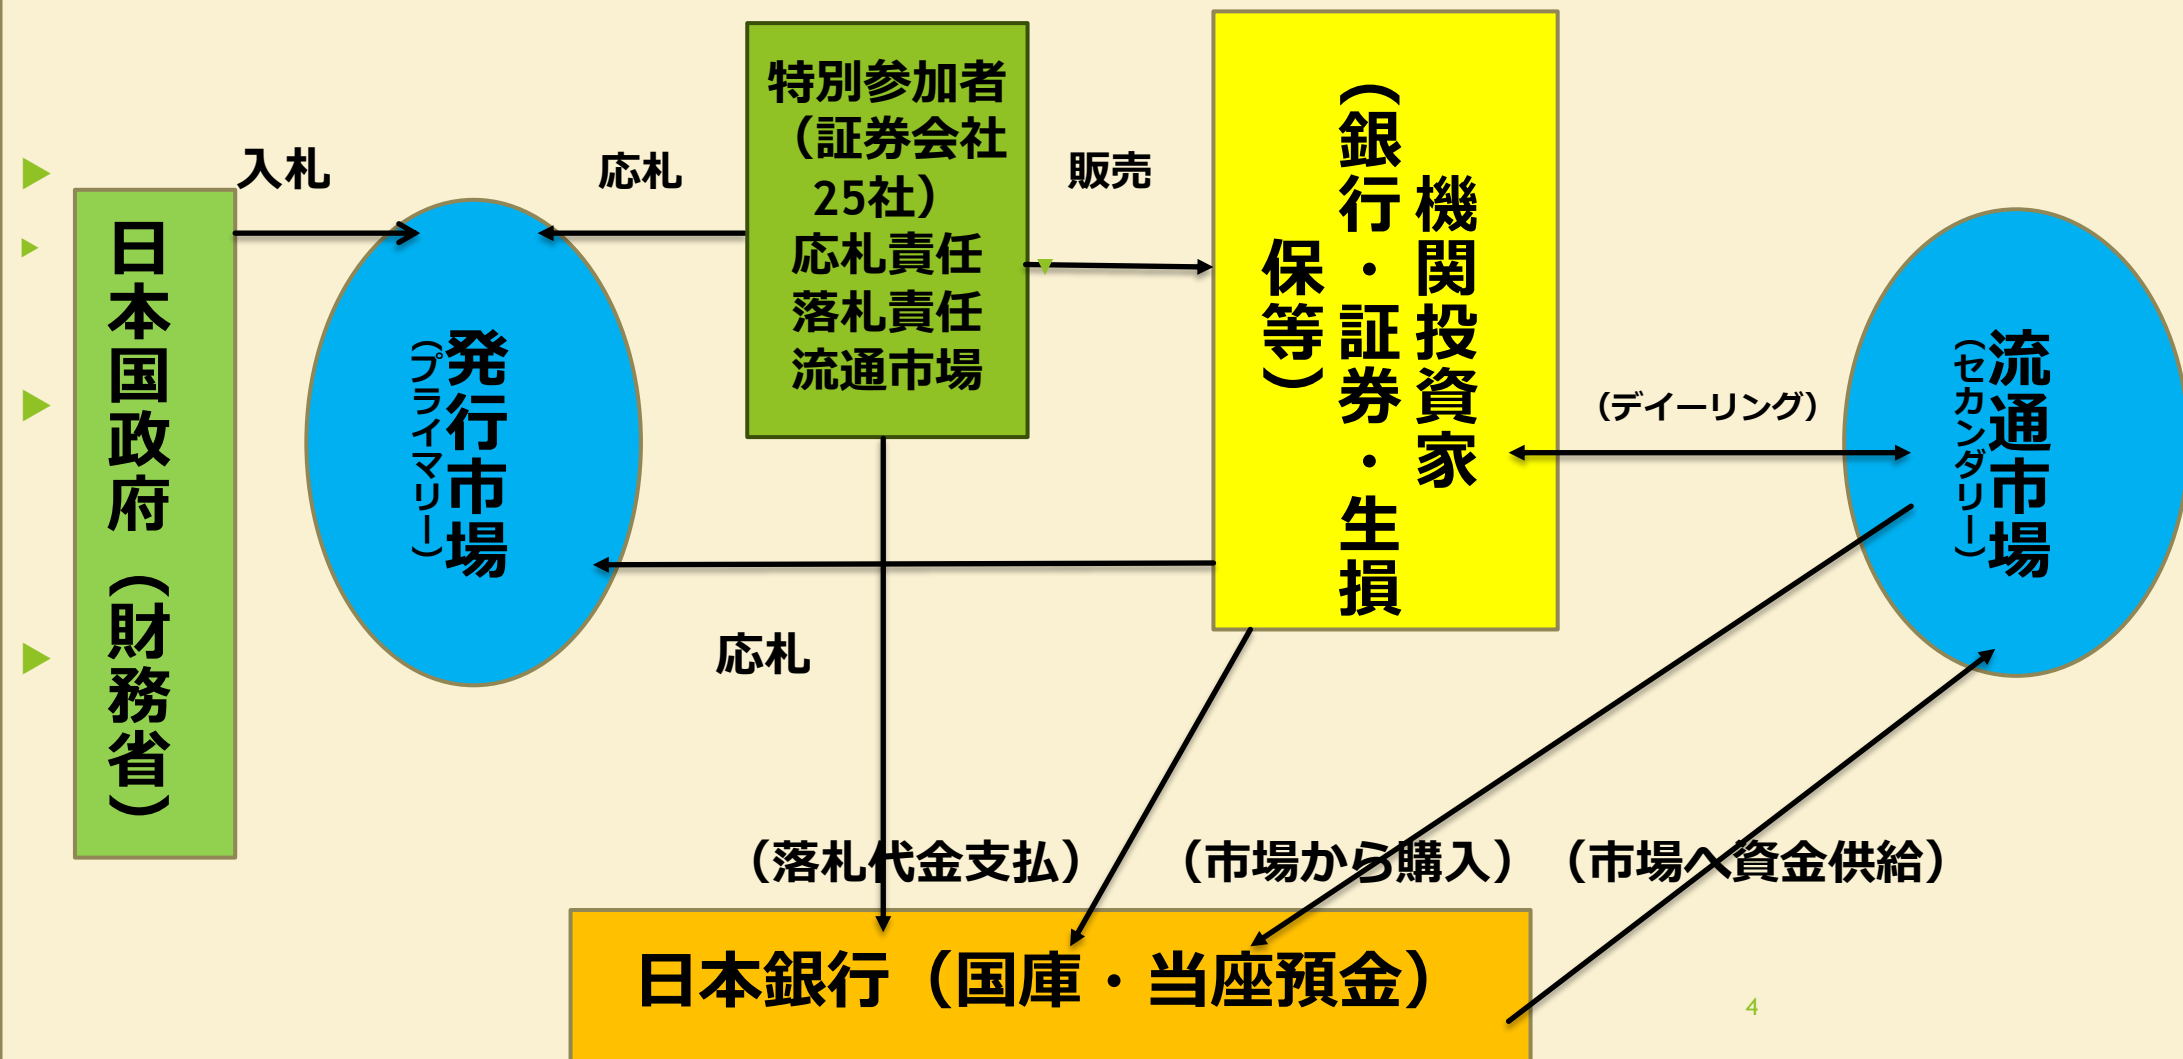 入札
日本国政府（財務省）
発行市場
（プライマリー）
応札
特別参加者
（証券会社
25社）
応札責任
落札責任
流通市場
販売
機関投資家
（銀行・証券・生損
保等）
（デイーリング）
流通市場
（セカンダリー）
応札
（落札代金支払）
（市場から購入）
（市場へ資金供給）
日本銀行（国庫・当座預金）
4